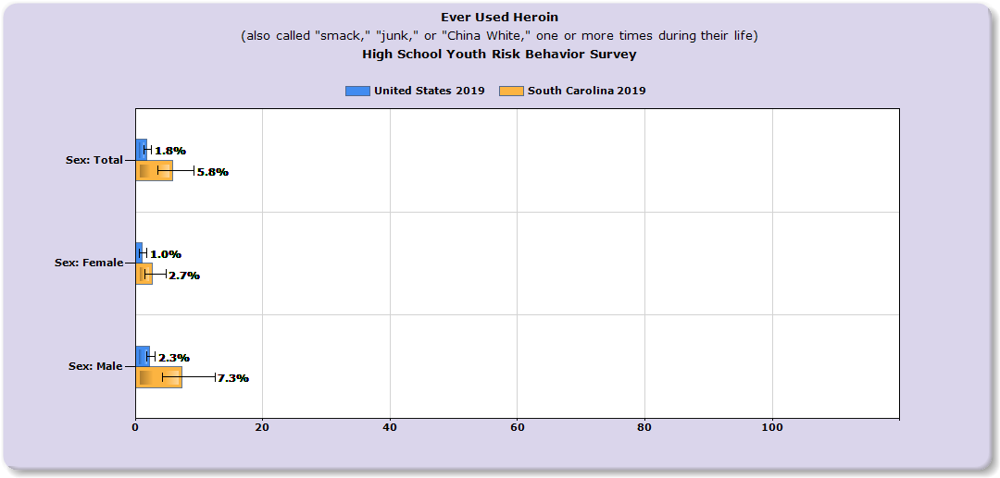 Ever Used Heroin
(also called "smack," "junk," or "China White," one or more times during their life)
High School Youth Risk Behavior Survey
United States 2019 South Carolina 2019
Sex: Total
1.8%
5.8%
Sex: Female
1.0%
2.7%
Sex: Male
2.3%
7.3%
0 20 40 60 80 100